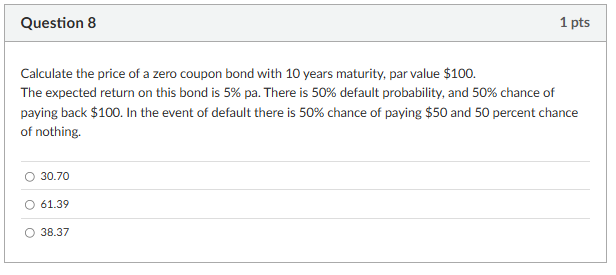 Question 8
1 pts
Calculate the price of a zero coupon bond with 10 years maturity, par value $100.
The expected return on this bond is 5% pa. There is 50% default probability, and 50% chance of
paying back $100. In the event of default there is 50% chance of paying $50 and 50 percent chance
of nothing.
30.70
61.39
38.37